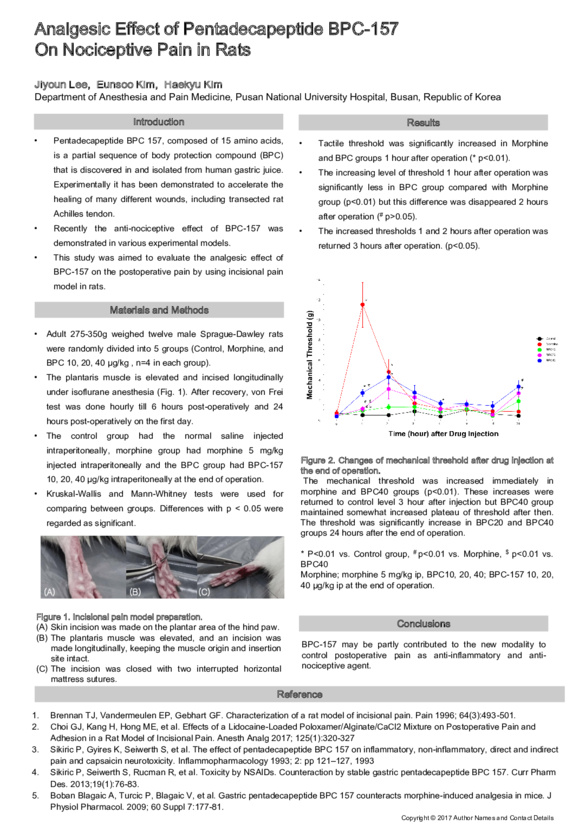 Analgesic Effect of Pentadecapeptide BPC-157
On Nociceptive Pain in Rats
Jiyoun Lee, Eunsoo Kim, Haekyu Kim
Department of Anesthesia and Pain Medicine, Pusan National University Hospital, Busan, Republic of Korea
Introduction
• Pentadecapeptide BPC 157, composed of 15 amino acids,
is a partial sequence of body protection compound (BPC)
that is discovered in and isolated from human gastric juice.
Experimentally it has been demonstrated to accelerate the
healing of many different wounds, including transected rat
Achilles tendon.
• Recently the anti-nociceptive effect of BPC-157 was
demonstrated in various experimental models.
• This study was aimed to evaluate the analgesic effect of
BPC-157 on the postoperative pain by using incisional pain
model in rats.
Materials and Methods
• Adult 275-350g weighed twelve male Sprague-Dawley rats
were randomly divided into 5 groups (Control, Morphine, and
BPC 10, 20, 40 µg/kg , n=4 in each group).
• The plantaris muscle is elevated and incised longitudinally
under isoflurane anesthesia (Fig. 1). After recovery, von Frei
test was done hourly till 6 hours post-operatively and 24
hours post-operatively on the first day.
• The control group had the normal saline injected
intraperitoneally, morphine group had morphine 5 mg/kg
injected intraperitoneally and the BPC group had BPC-157
10, 20, 40 µg/kg intraperitoneally at the end of operation.
• Kruskal-Wallis and Mann-Whitney tests were used for
comparing between groups. Differences with p < 0.05 were
regarded as significant.
(A) (B) (C)
Figure 1. Incisional pain model preparation.
(A) Skin incision was made on the plantar area of the hind paw.
(B) The plantaris muscle was elevated, and an incision was
made longitudinally, keeping the muscle origin and insertion
site intact.
(C) The incision was closed with two interrupted horizontal
mattress sutures.
Results
• Tactile threshold was significantly increased in Morphine
and BPC groups 1 hour after operation (* p<0.01).
• The increasing level of threshold 1 hour after operation was
significantly less in BPC group compared with Morphine
group (p<0.01) but this difference was disappeared 2 hours
after operation (# p>0.05).
• The increased thresholds 1 and 2 hours after operation was
returned 3 hours after operation. (p<0.05).
Mechanical Threshold (g)
Time (hour) after Drug Injection
Figure 2. Changes of mechanical threshold after drug injection at
the end of operation.
The mechanical threshold was increased immediately in
morphine and BPC40 groups (p<0.01). These increases were
returned to control level 3 hour after injection but BPC40 group
maintained somewhat increased plateau of threshold after then.
The threshold was significantly increase in BPC20 and BPC40
groups 24 hours after the end of operation.
* P<0.01 vs. Control group, # p<0.01 vs. Morphine, $ p<0.01 vs.
BPC40
Morphine; morphine 5 mg/kg ip, BPC10, 20, 40; BPC-157 10, 20,
40 µg/kg ip at the end of operation.
Conclusions
BPC-157 may be partly contributed to the new modality to
control postoperative pain as anti-inflammatory and anti-
nociceptive agent.
Reference
1. Brennan TJ, Vandermeulen EP, Gebhart GF. Characterization of a rat model of incisional pain. Pain 1996; 64(3):493-501.
2. Choi GJ, Kang H, Hong ME, et al. Effects of a Lidocaine-Loaded Poloxamer/Alginate/CaCl2 Mixture on Postoperative Pain and
Adhesion in a Rat Model of Incisional Pain. Anesth Analg 2017; 125(1):320-327
3. Sikiric P, Gyires K, Seiwerth S, et al. The effect of pentadecapeptide BPC 157 on inflammatory, non-inflammatory, direct and indirect
pain and capsaicin neurotoxicity. Inflammopharmacology 1993; 2: pp 121–127, 1993
4. Sikiric P, Seiwerth S, Rucman R, et al. Toxicity by NSAIDs. Counteraction by stable gastric pentadecapeptide BPC 157. Curr Pharm
Des. 2013;19(1):76-83.
5. Boban Blagaic A, Turcic P, Blagaic V, et al. Gastric pentadecapeptide BPC 157 counteracts morphine-induced analgesia in mice. J
Physiol Pharmacol. 2009; 60 Suppl 7:177-81.
Copyright © 2017 Author Names and Contact Details